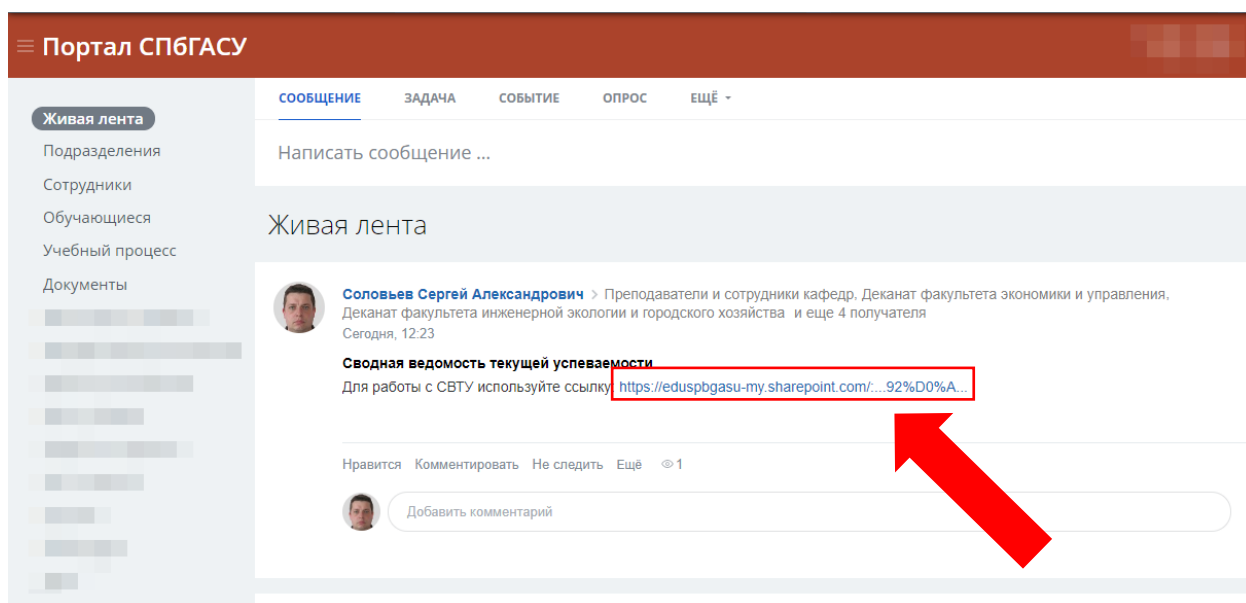 Портал СПбГАСУ
СООБЩЕНИЕ ЗАДАЧА СОБЫТИЕ ОПРОС ЕЩЁ
Живая лента
Подразделения
Сотрудники
Обучающиеся
Учебный процесс
Документы
Написать сообщение ...
Живая лента
Соловьев Сергей Александрович > Преподаватели и сотрудники кафедр, Деканат факультета экономики и управления,
Деканат факультета инженерной экологии и городского хозяйства и еще 4 получателя
Сегодня, 12:23
Сводная ведомость текущей успеваемости
Для работы с СВТУ используйте ссылку https://eduspbgasu-my.sharepoint.com/:...92%D0%A...
Нравится Комментировать Не следить Ещё 1
Добавить комментарий